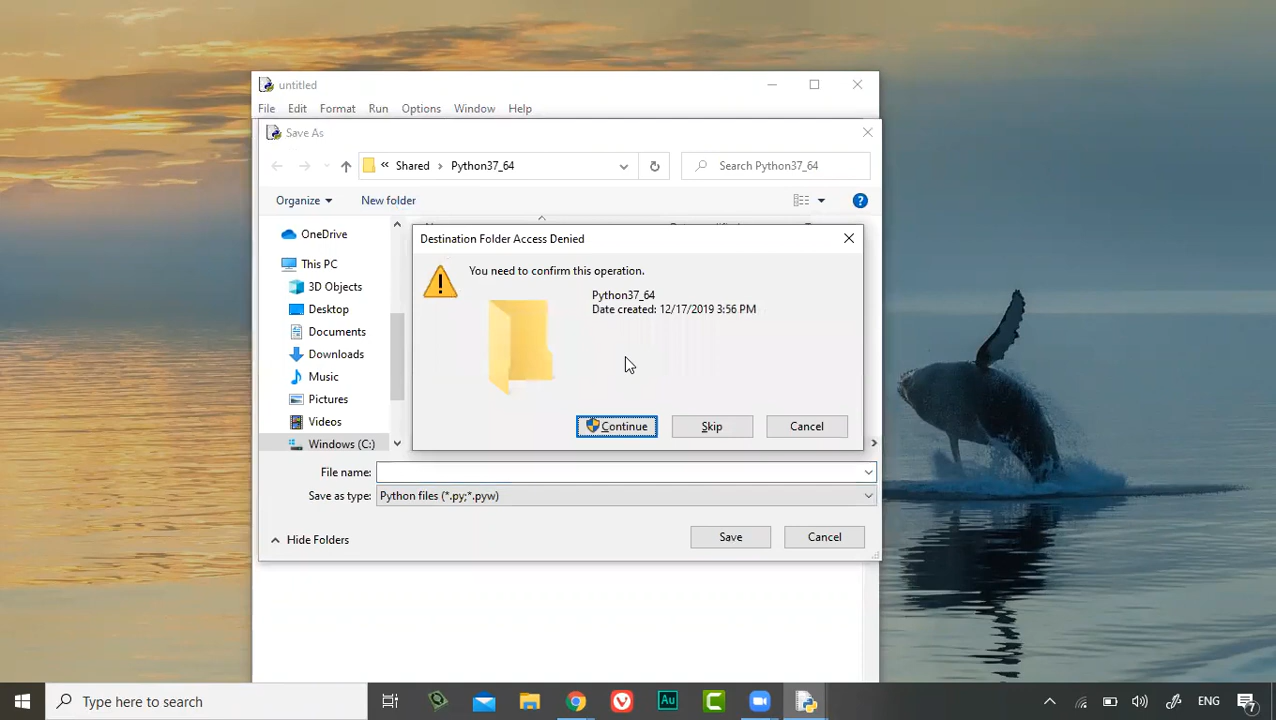 untitled
File Edit Format Run Options Window Help
Save As
« Shared › Python37_64
Search Python37_64
Organize
New folder
OneDrive
This PC
3D Objects
Desktop
Documents
Downloads
Music
Pictures
Videos
Windows (C:)
Destination Folder Access Denied
You need to confirm this operation.
Python37_64
Date created: 12/17/2019 3:56 PM
Continue
Skip
Cancel
File name:
Save as type: Python files (*.py;*.pyw)
Hide Folders
Save
Cancel
Type here to search
Au
C
ENG
7